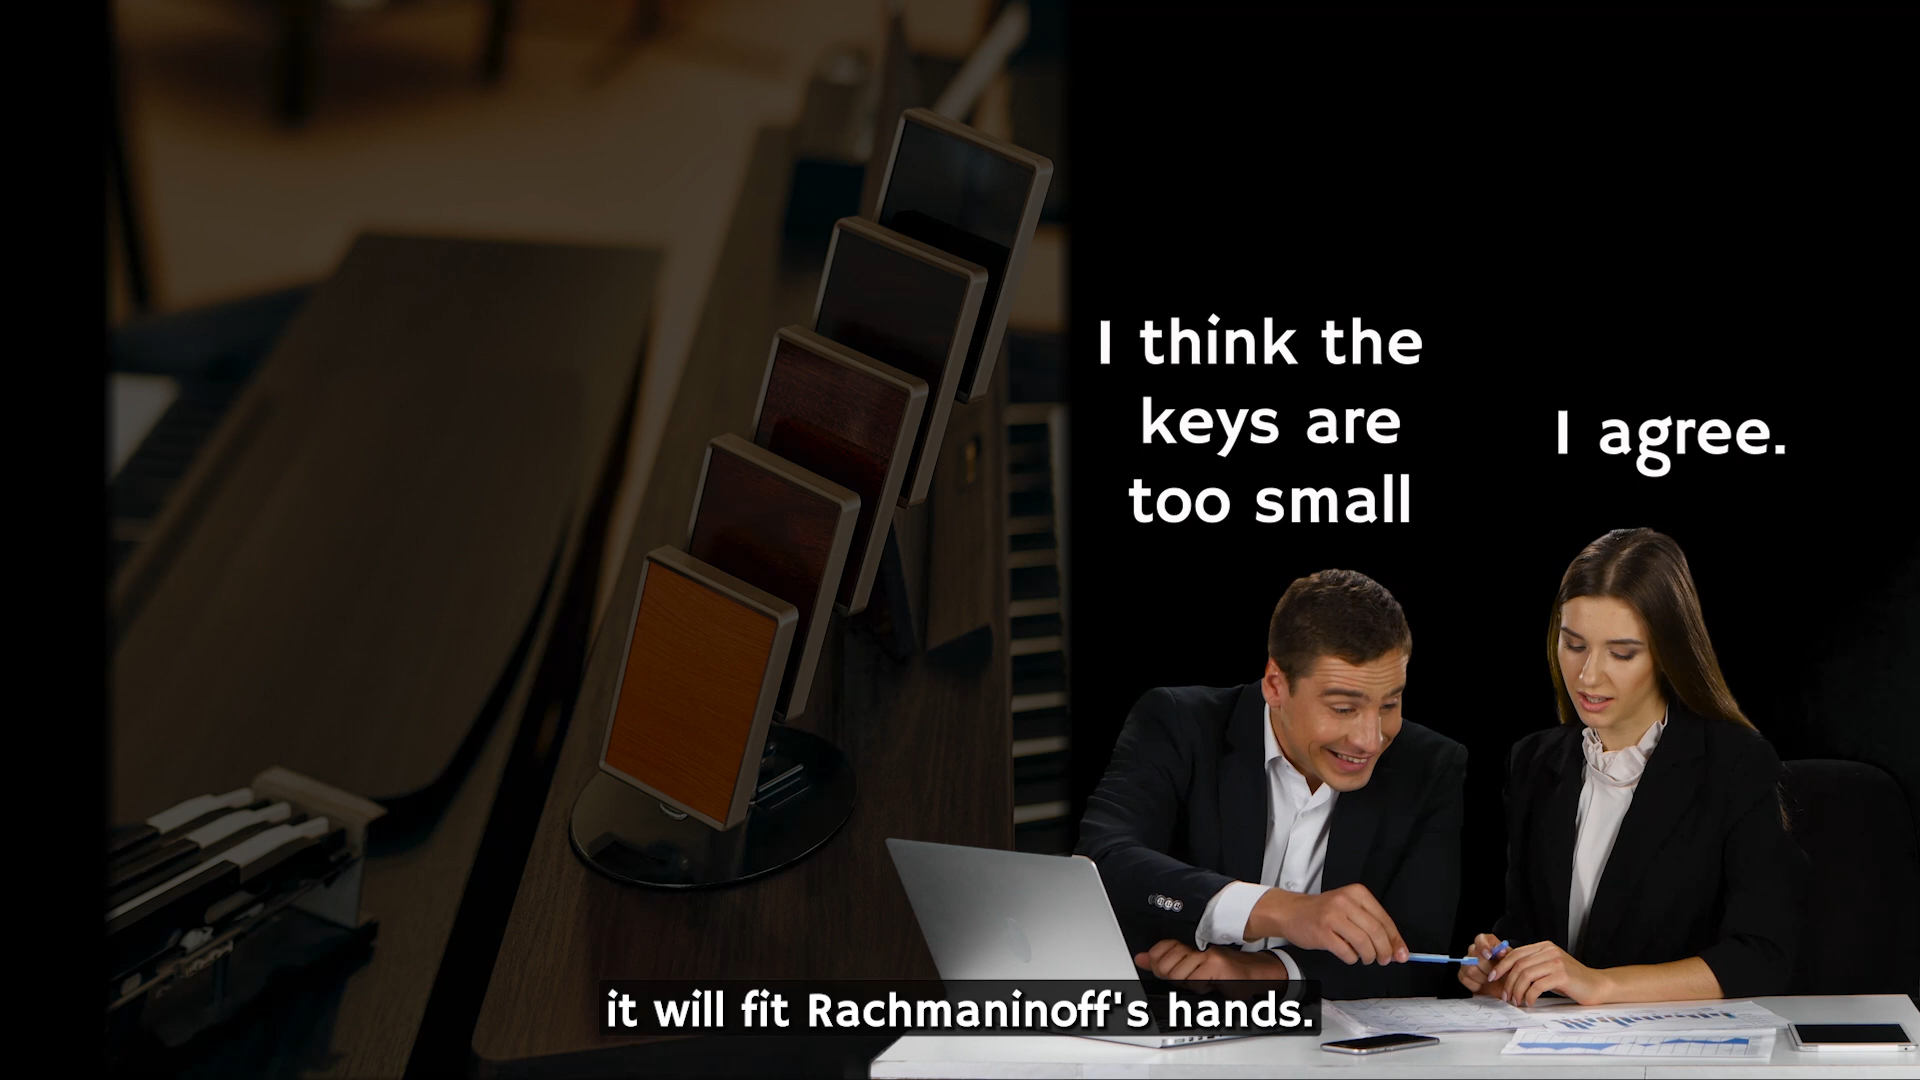 I think the
keys are
too small
I agree.
it will fit Rachmaninoff's hands.